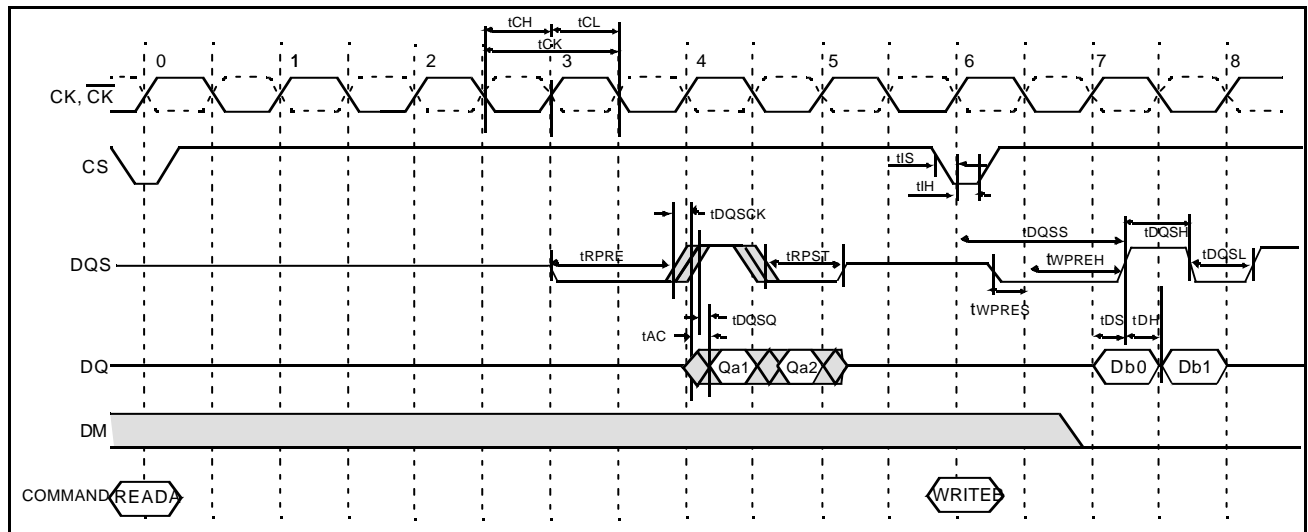 tCH tCL
tCK
0 1 2 3 4 5 6 7 8
CK, CK
CS
tIS
tIH
tDQSCK
tDQSS tDQSH
DQS
tRPRE tRPST tWPREH tDQSL
tWPRES
tDQSQ
tDS tDH
tAC
DQ
Qa1 Qa2 Db0 Db1
DM
COMMAND READA WRITEB